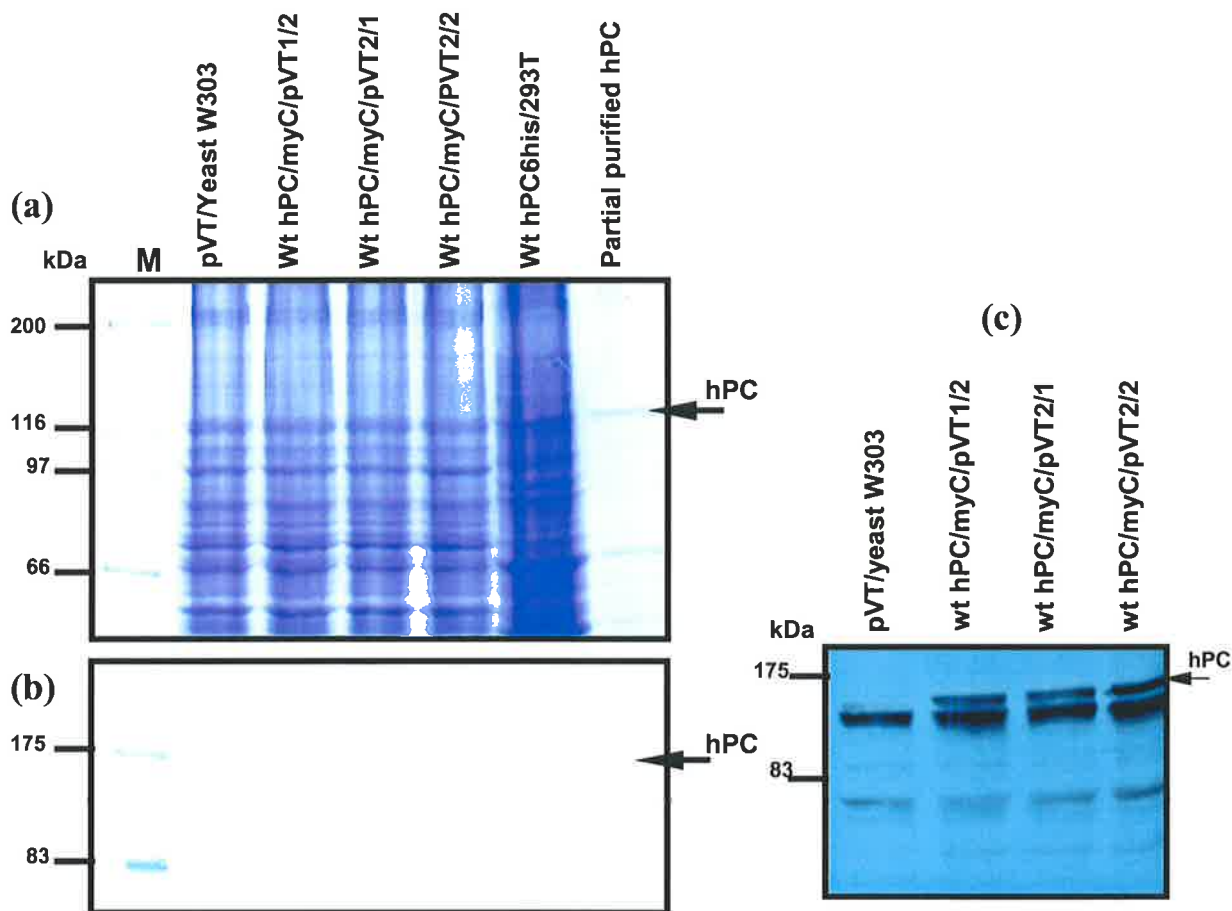 (a)
kDa
M
pVT/Yeast W303
Wt hPC/myC/pVT1/2
Wt hPC/myC/pVT2/1
Wt hPC/myC/PVT2/2
Wt hPC6his/293T
Partial purified hPC
200
116
97
66
hPC
(b)
175
83
hPC
(c)
kDa
pVT/yeast W303
wt hPC/myC/pVT1/2
wt hPC/myC/pVT2/1
wt hPC/myC/pVT2/2
175
83
hPC